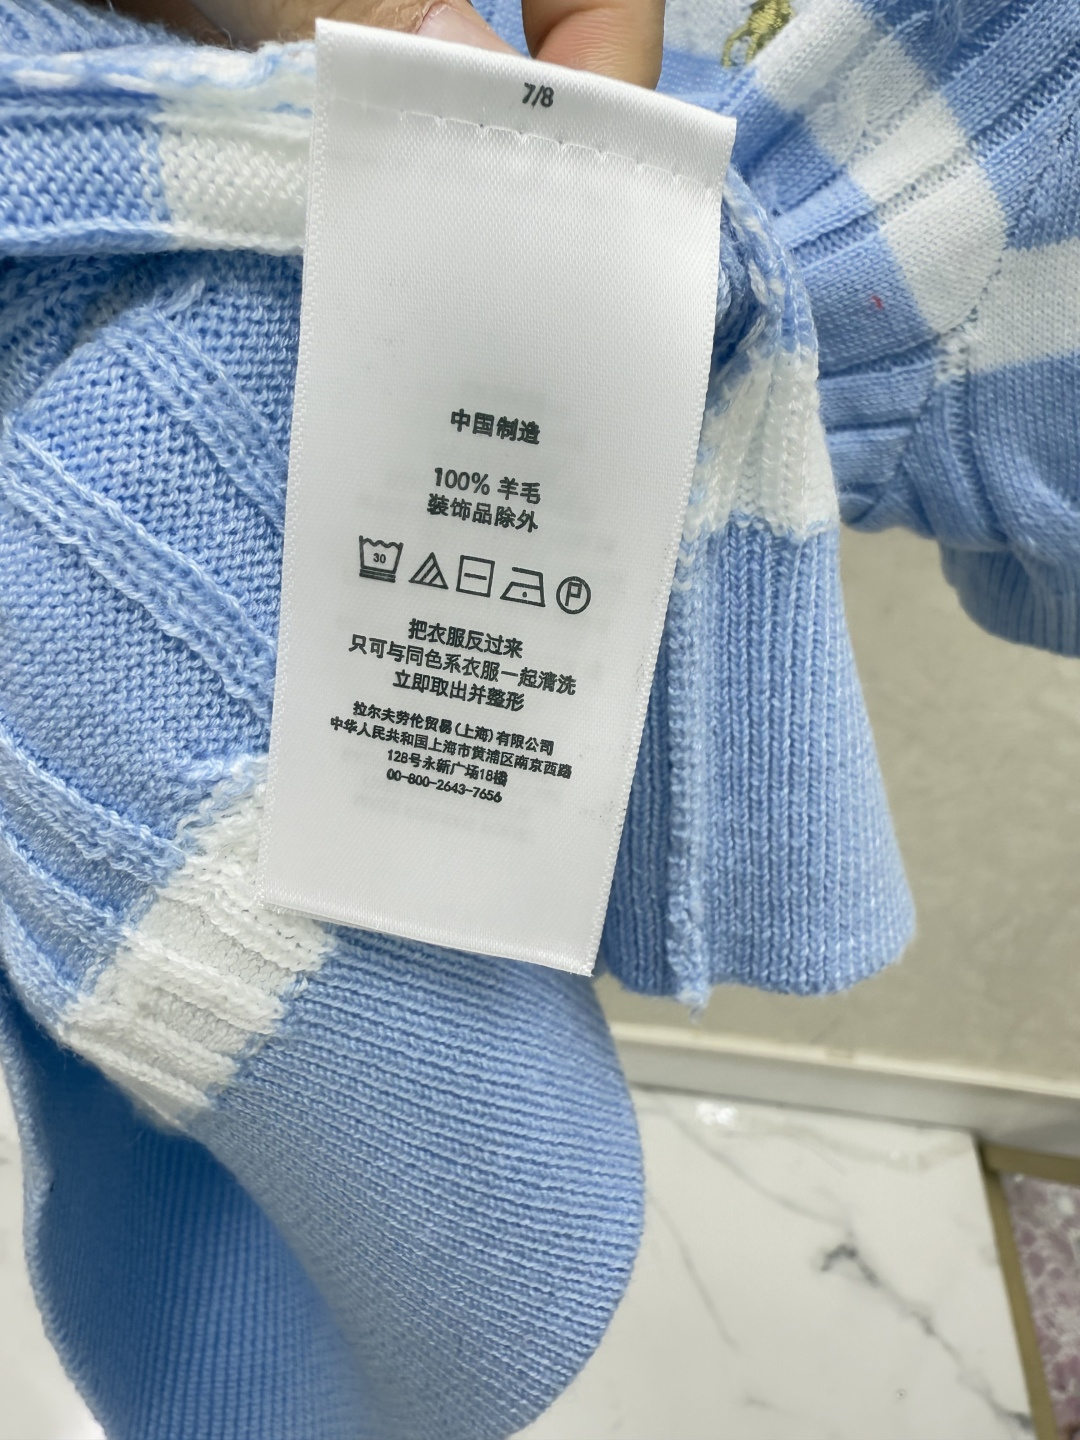 7/8
中国制造
100% 羊毛
装饰品除外
30
P
把衣服反过来
只可与同色系衣服一起清洗
立即取出并整形
拉尔夫劳伦贸易(上海)有限公司
中华人民共和国上海市黄浦区南京西路
128号永新广场18楼
00-800-2643-7656